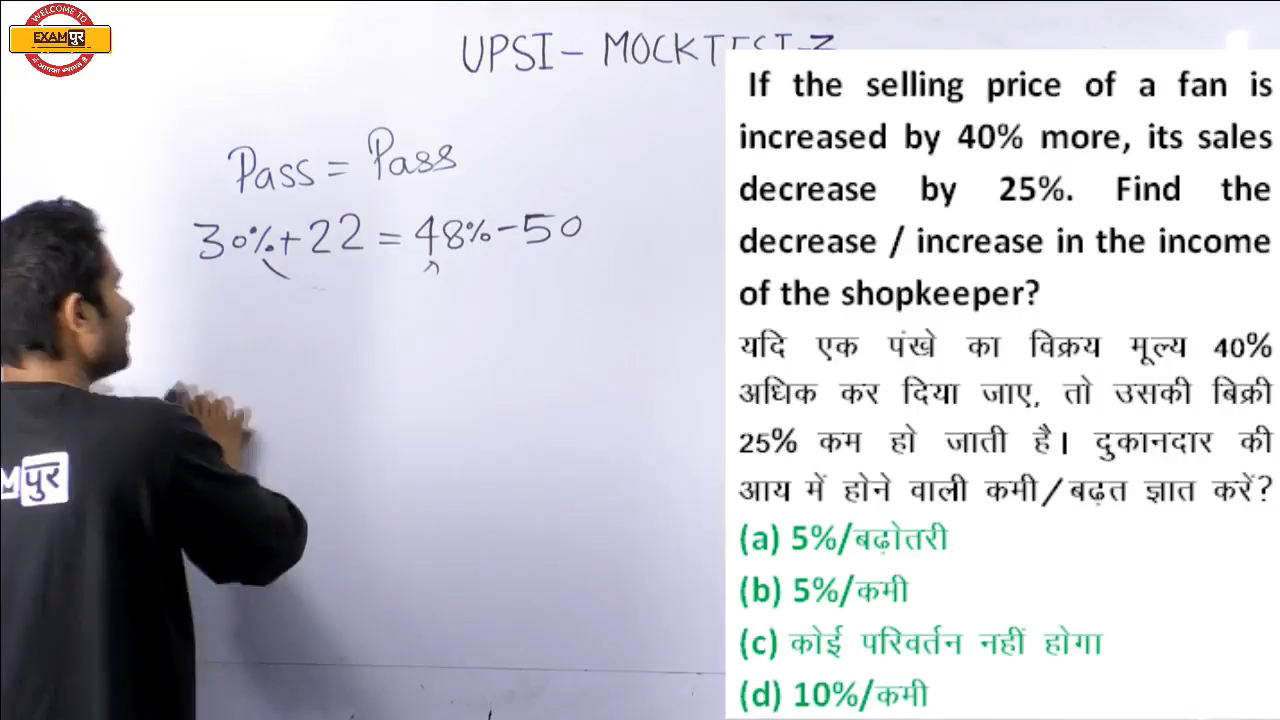 WELCOME TO
EXAMपुर
UPSI - MOCKTEST-3
Pass = Pass
30%+22 = 48%-50
पुर
If the selling price of a fan is
increased by 40% more, its sales
decrease by 25%. Find the
decrease / increase in the income
of the shopkeeper?
यदि एक पंखे का विक्रय मूल्य 40%
अधिक कर दिया जाए, तो उसकी बिक्री
25% कम हो जाती है। दुकानदार की
आय में होने वाली कमी/बढ़त ज्ञात करें?
(a) 5%/बढ़ोतरी
(b) 5%/कमी
(c) कोई परिवर्तन नहीं होगा
(d) 10%/कमी